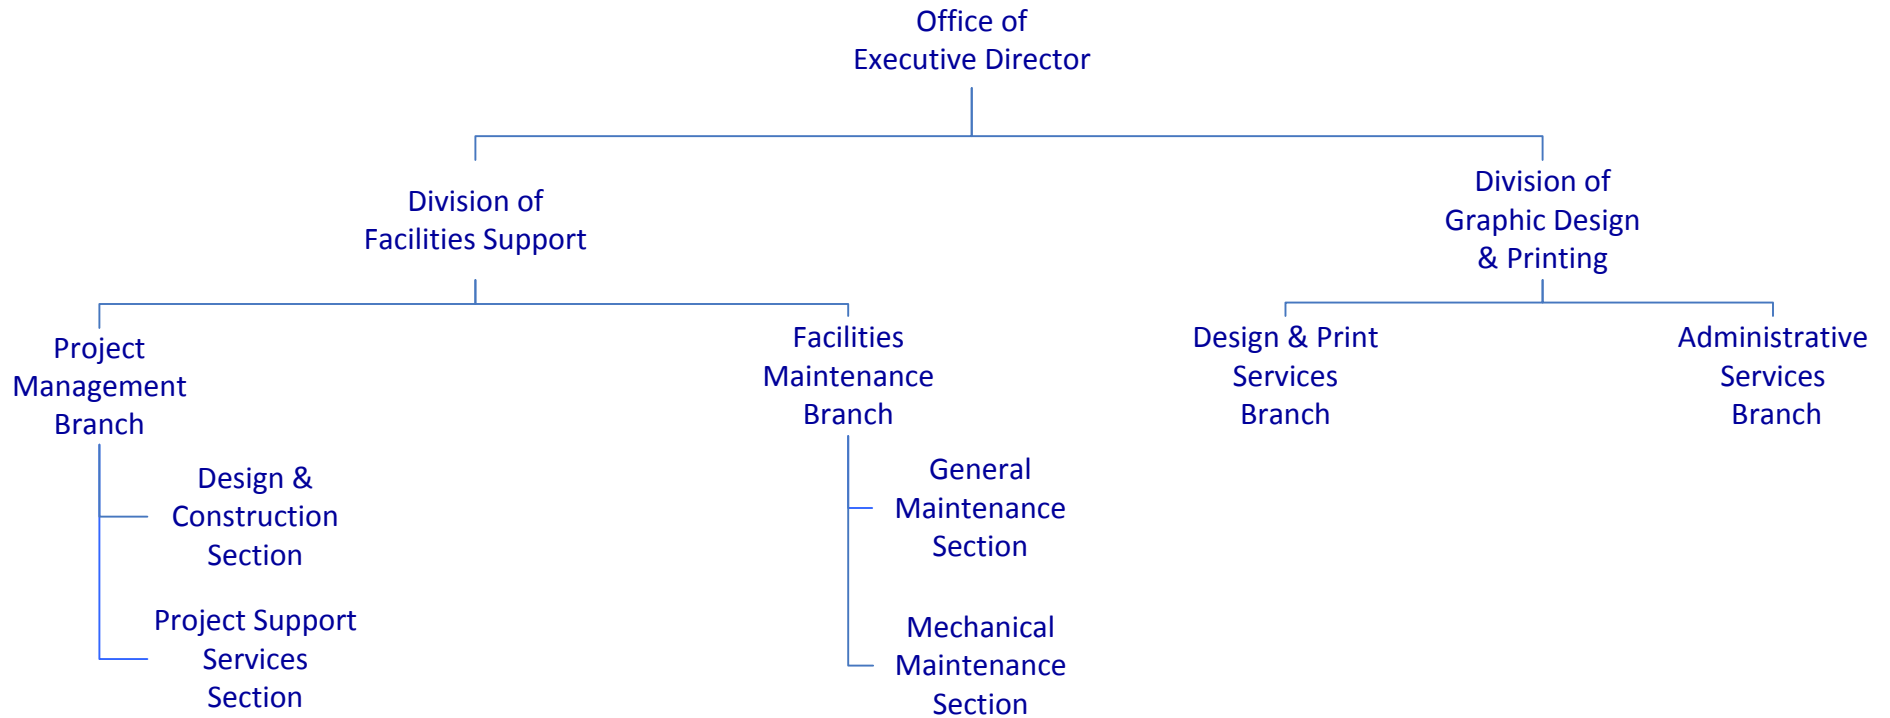 Office of
Executive Director
Division of
Facilities Support
Division of
Graphic Design
& Printing
Project
Management
Branch
Facilities
Maintenance
Branch
Design & Print
Services
Branch
Administrative
Services
Branch
Design &
Construction
Section
Project Support
Services
Section
General
Maintenance
Section
Mechanical
Maintenance
Section